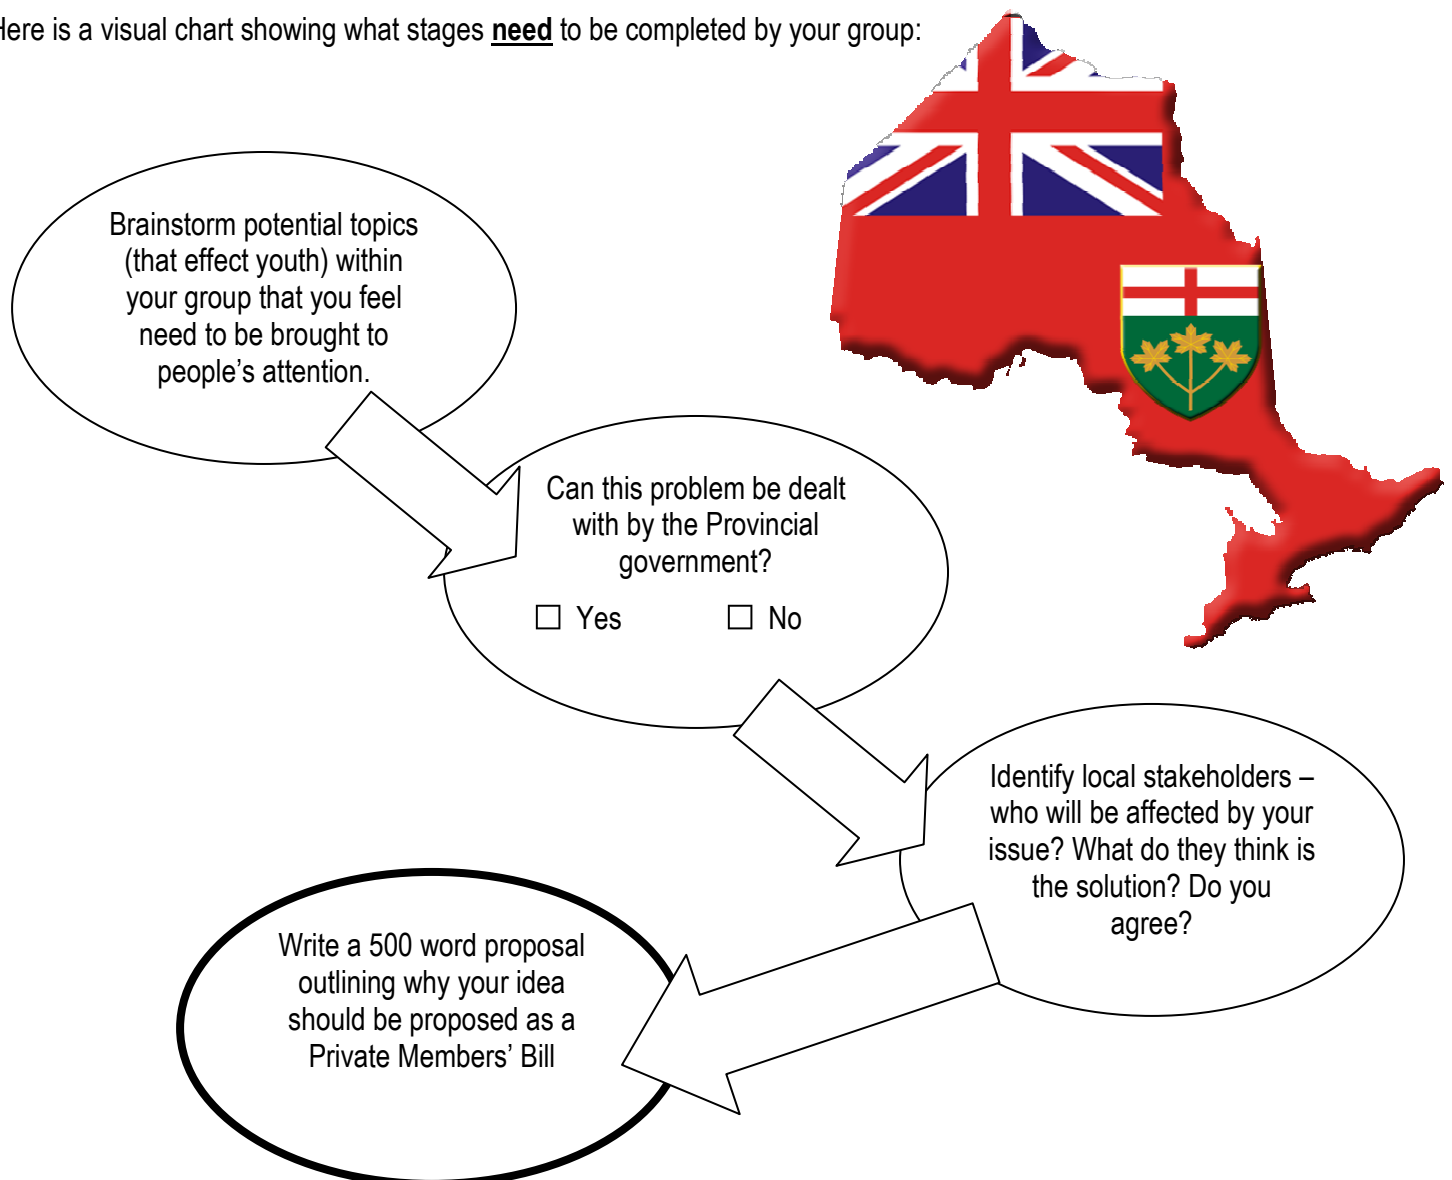 Here is a visual chart showing what stages need to be completed by your group:
Brainstorm potential topics
(that effect youth) within
your group that you feel
need to be brought to
people’s attention.
Can this problem be dealt
with by the Provincial
government?
☐ Yes ☐ No
Identify local stakeholders –
who will be affected by your
issue? What do they think is
the solution? Do you
agree?
Write a 500 word proposal
outlining why your idea
should be proposed as a
Private Members’ Bill